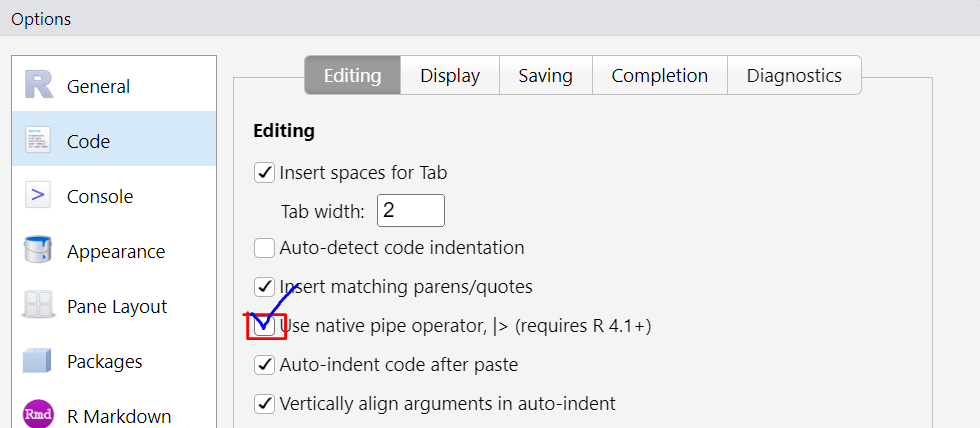 Options
General
Code
Console
Appearance
Pane Layout
Packages
Rmd R Markdown
Editing Display Saving Completion Diagnostics
Editing
Insert spaces for Tab
Tab width: 2
Auto-detect code indentation
Insert matching parens/quotes
Use native pipe operator, |> (requires R 4.1+)
Auto-indent code after paste
Vertically align arguments in auto-indent